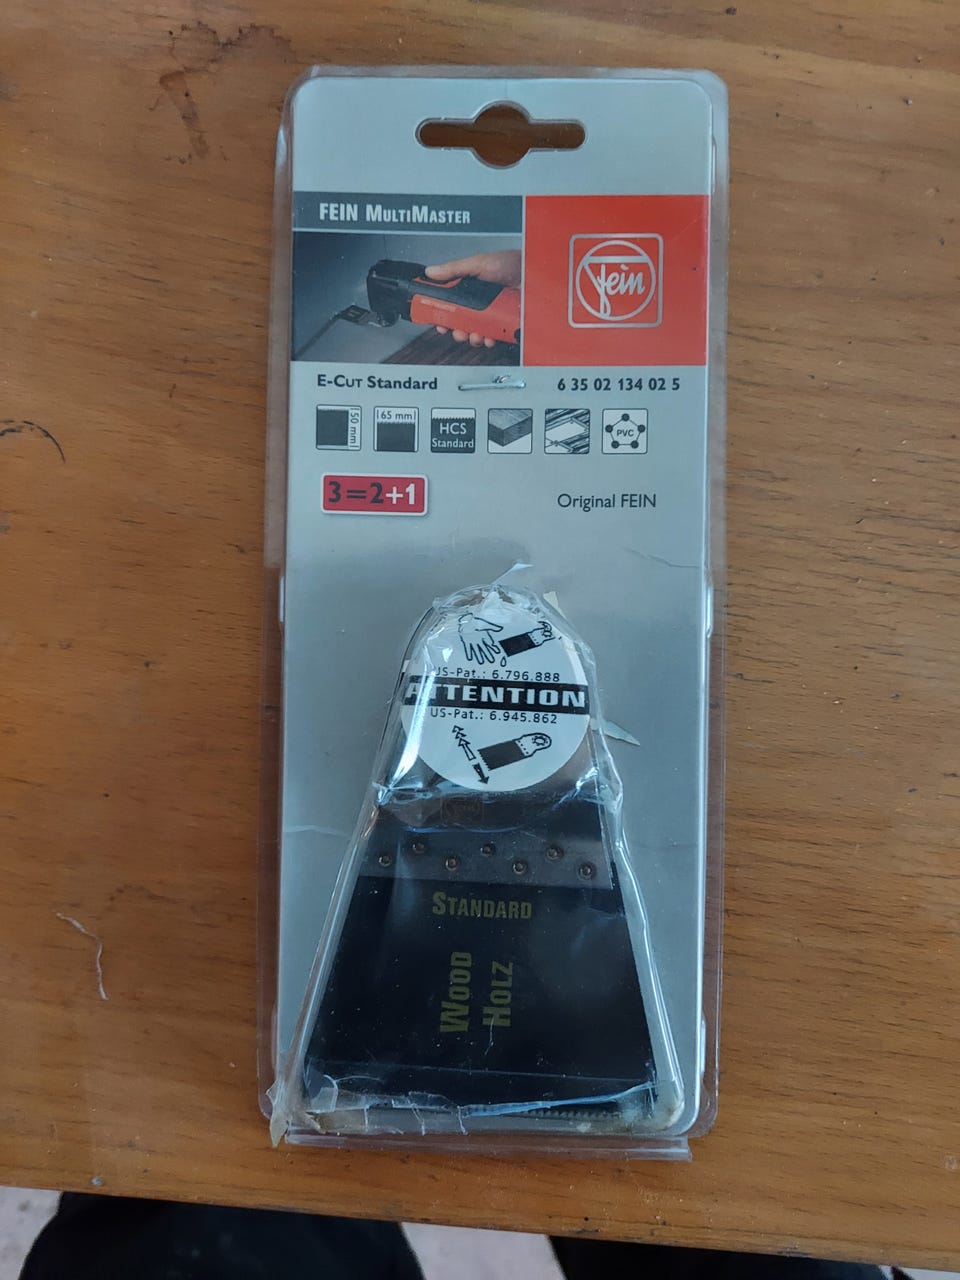 FEIN MULTIMASTER
fein
E-CUT Standard
6 35 02 134 02 5
50 mm
65 mm
HCS
Standard
PVC
3=2+1
Original FEIN
US-Pat.: 6.796.888
ATTENTION
US-Pat.: 6.945.862
STANDARD
WOOD
HOLZ